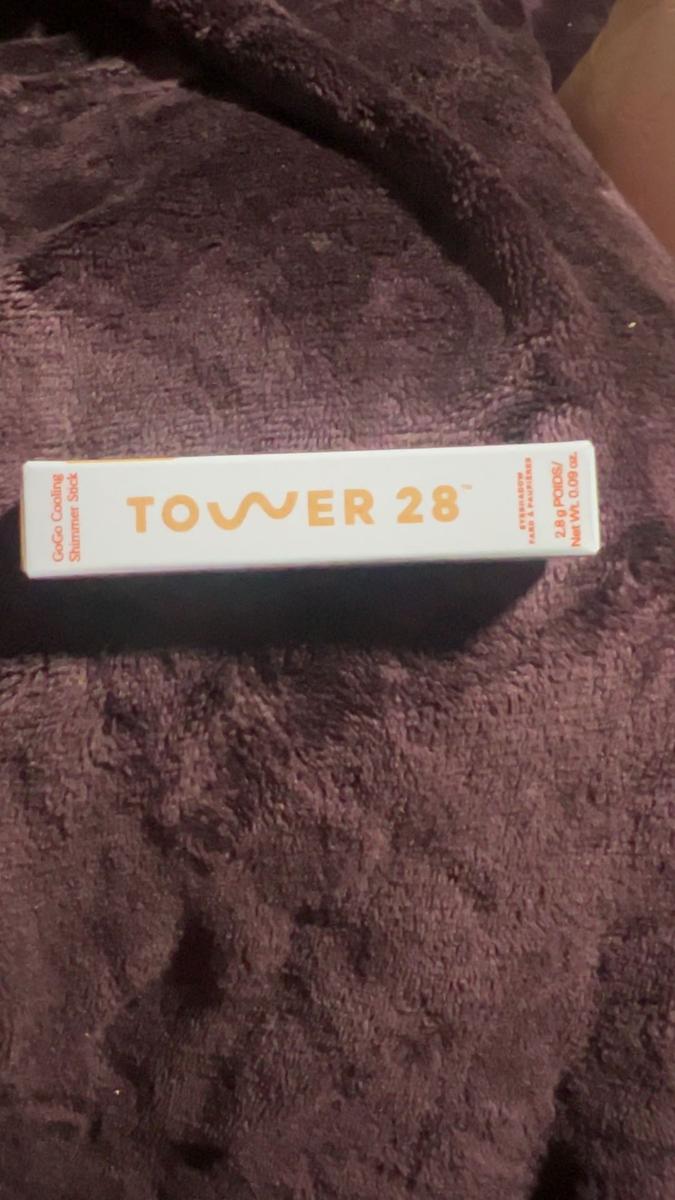 GoGo Cooling
Shimmer Stick
TOWER 28™
EYESHADOW
FARD À PAUPIÈRES
2.8 g POIDS/
Net Wt. 0.09 oz.